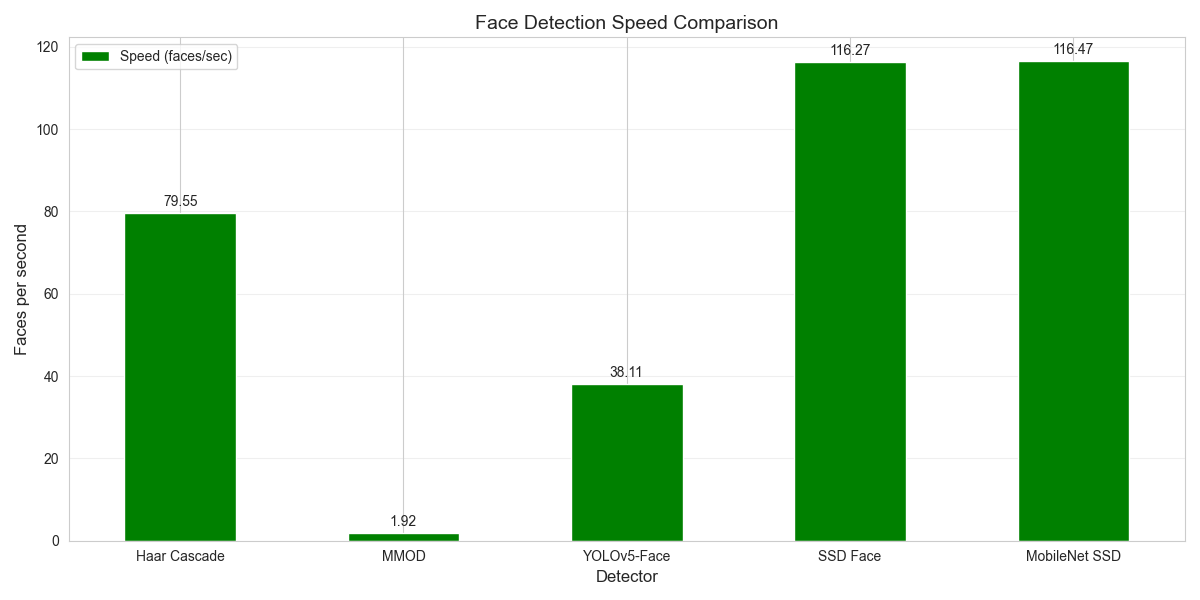 Face Detection Speed Comparison
Speed (faces/sec)
Faces per second
120
100
80
60
40
20
0
79.55
1.92
38.11
116.27
116.47
Haar Cascade
MMOD
YOLOv5-Face
SSD Face
MobileNet SSD
Detector